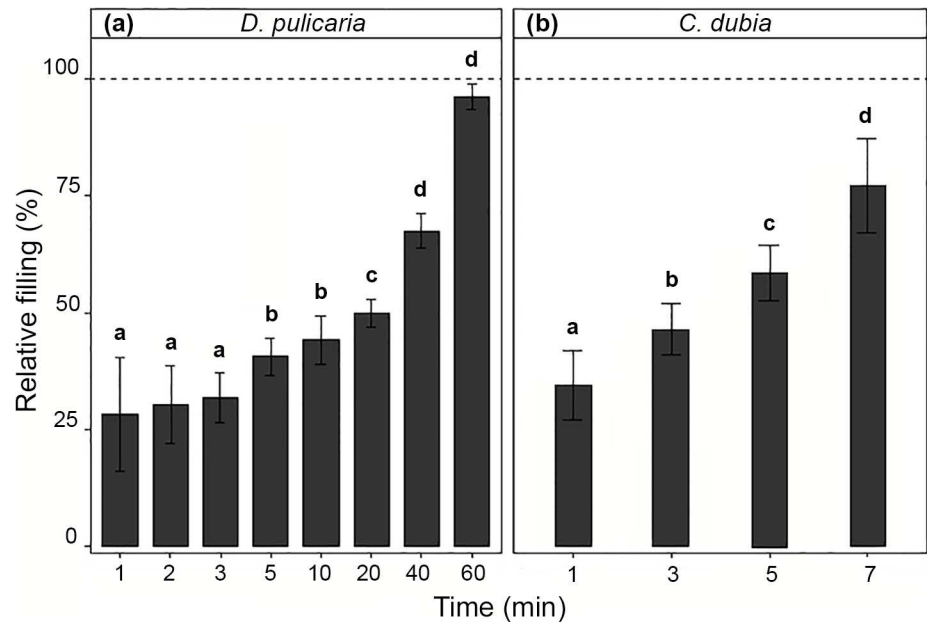 (a) D. pulicaria
(b) C. dubia
Relative filling (%)
100
75
50
25
0
a a a b b c d d
a b c d
1 2 3 5 10 20 40 60
1 3 5 7
Time (min)